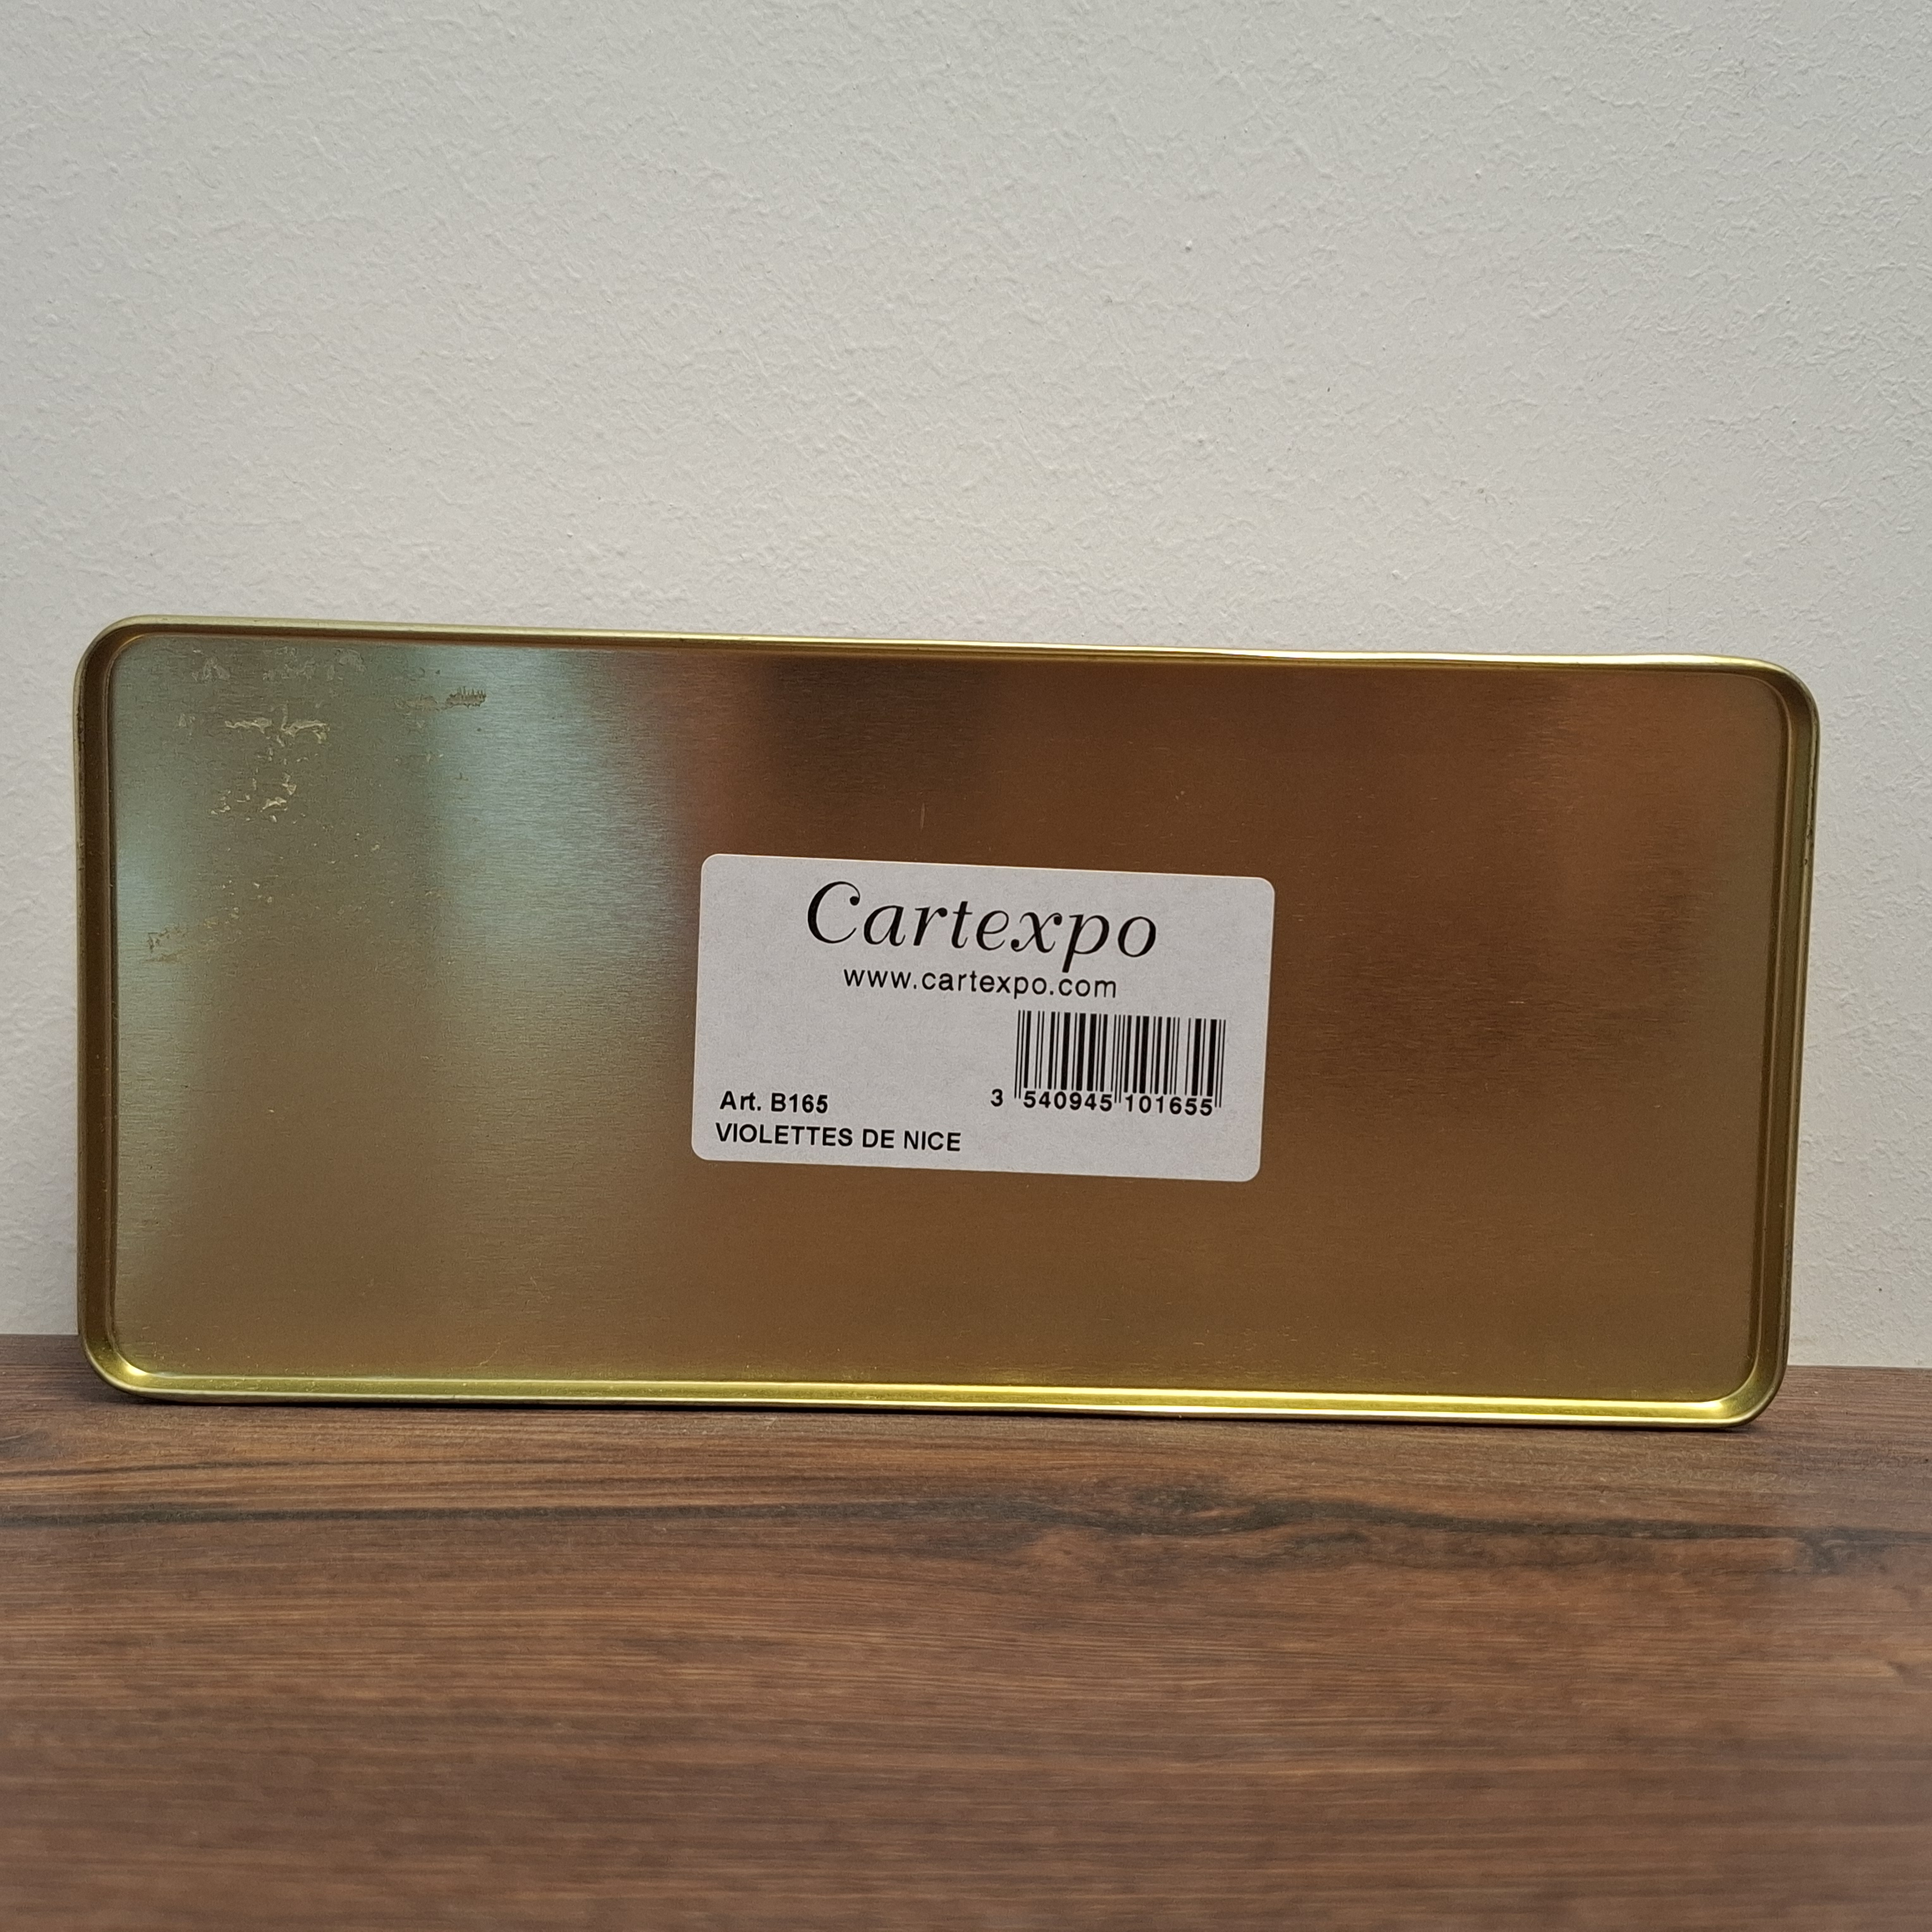 Cartexpo
www.cartexpo.com
3 540945 101655
Art. B165
VIOLETTES DE NICE